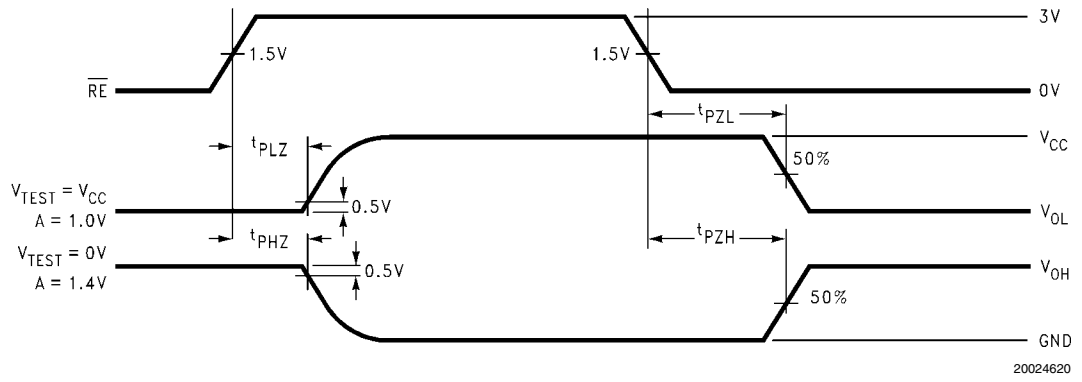 3V
1.5V
1.5V
RE
0V
tPZL
VCC
tPLZ
50%
VTEST = VCC
A = 1.0V
0.5V
VOL
tPHZ
tPZH
VTEST = 0V
A = 1.4V
0.5V
VOH
50%
GND
20024620